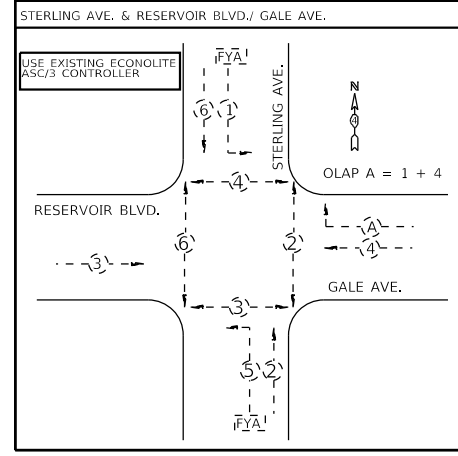 STERLING AVE. & RESERVOIR BLVD./ GALE AVE.
USE EXISTING ECONOLITE
ASC/3 CONTROLLER
FYA
6 1
STERLING AVE.
N
4
OLAP A = 1 + 4
4
RESERVOIR BLVD.
A
6
2
4
3
GALE AVE.
3
5 2
FYA